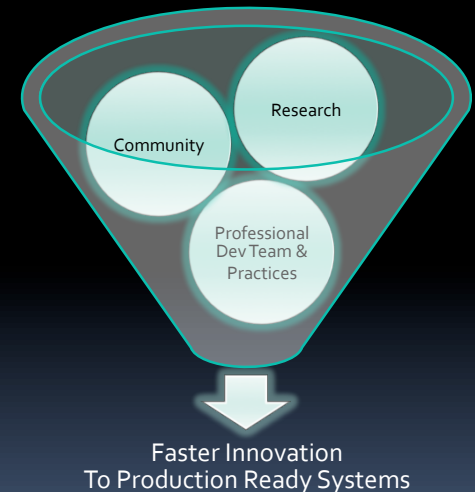 Research
Community
Professional
Dev Team &
Practices
Faster Innovation
To Production Ready Systems